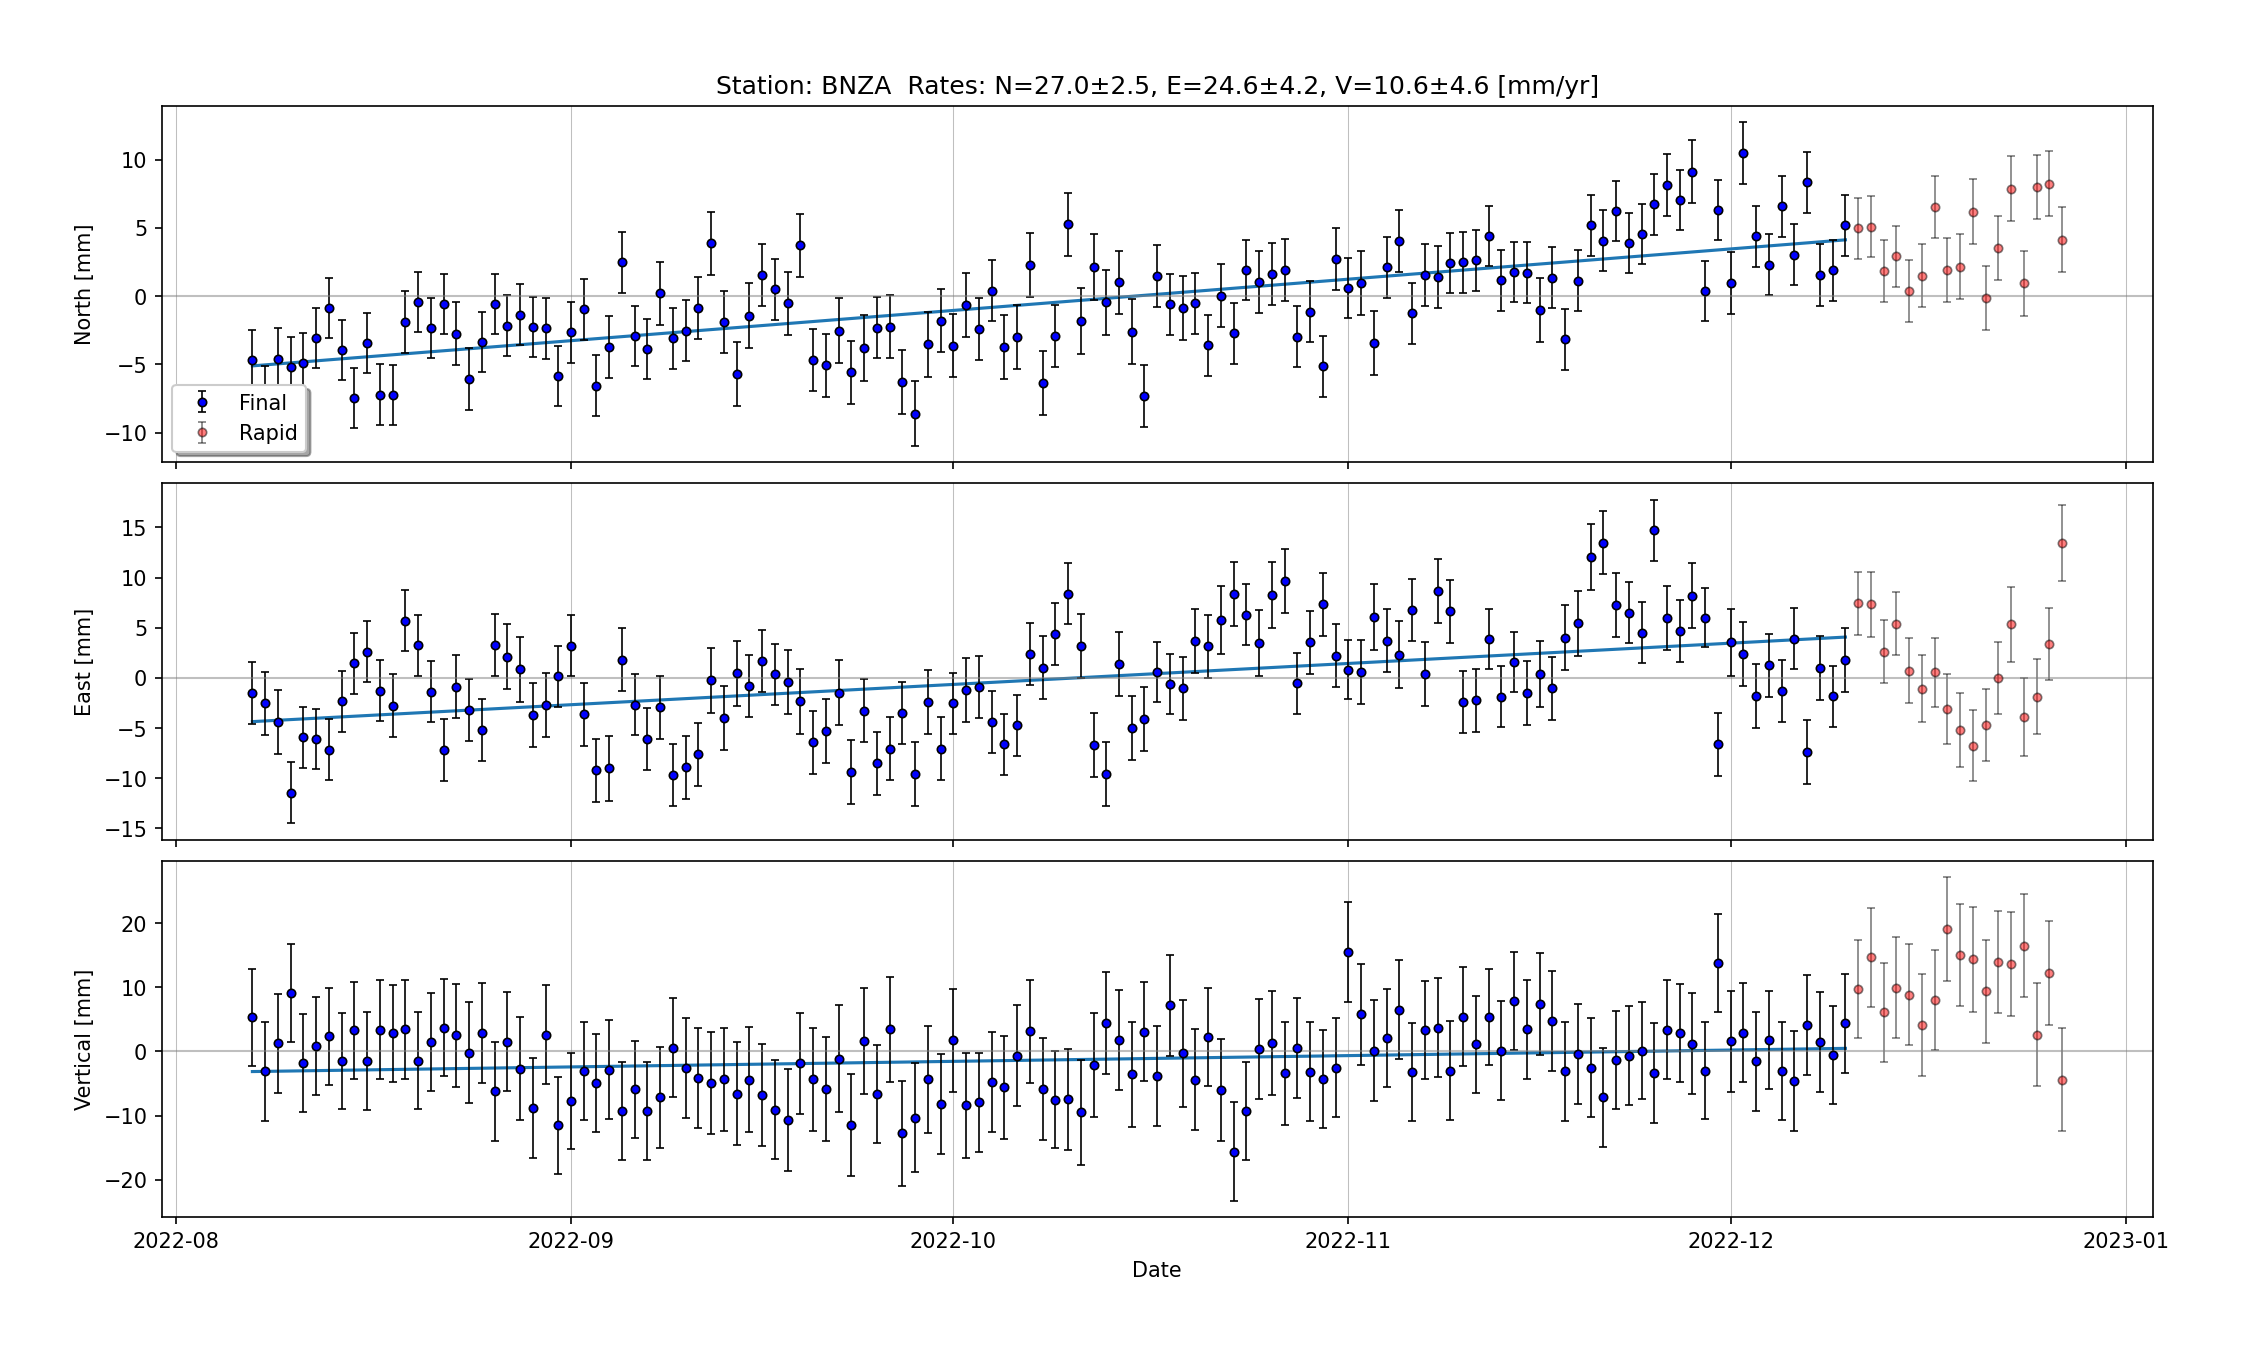 Station: BNZA  Rates: N=27.0±2.5, E=24.6±4.2, V=10.6±4.6 [mm/yr]
10
5
0
−5
−10
North [mm]
Final
Rapid
15
10
5
0
−5
−10
−15
East [mm]
20
10
0
−10
−20
Vertical [mm]
2022-08 2022-09 2022-10 2022-11 2022-12 2023-01
Date